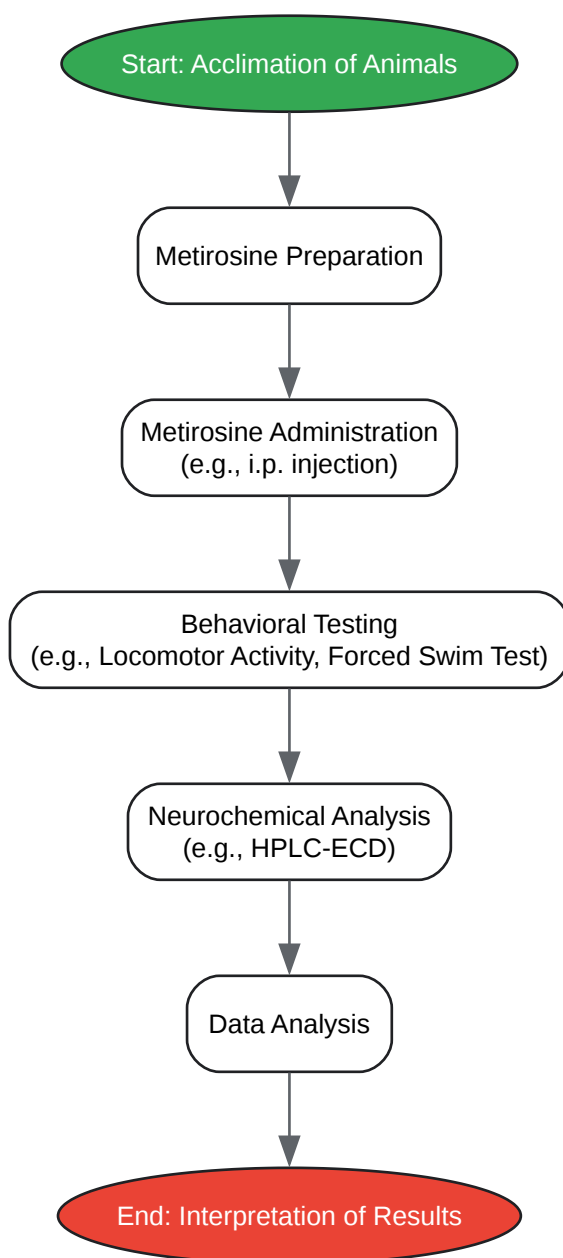 Start: Acclimation of Animals
Metirosine Preparation
Metirosine Administration
(e.g., i.p. injection)
Behavioral Testing
(e.g., Locomotor Activity, Forced Swim Test)
Neurochemical Analysis
(e.g., HPLC-ECD)
Data Analysis
End: Interpretation of Results